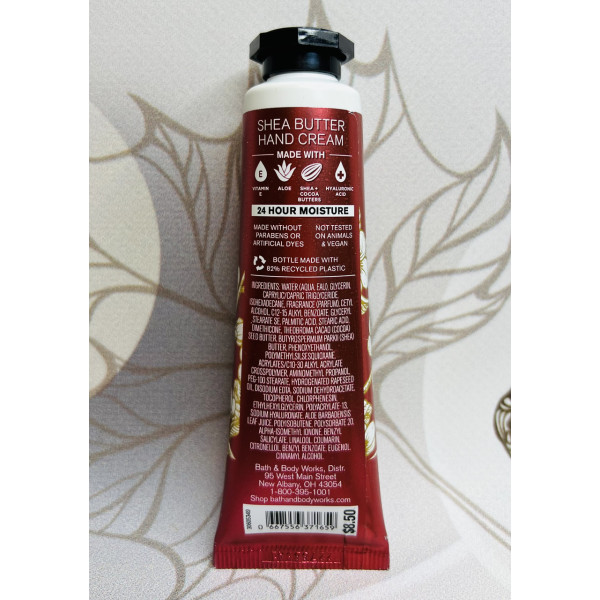 SHEA BUTTER
HAND CREAM
MADE WITH
E
VITAMIN E
ALOE
SHEA + COCOA BUTTERS
HYALURONIC ACID
24 HOUR MOISTURE
MADE WITHOUT
PARABENS OR
ARTIFICIAL DYES
NOT TESTED
ON ANIMALS
& VEGAN
BOTTLE MADE WITH
82% RECYCLED PLASTIC
INGREDIENTS: WATER (AQUA, EAU), GLYCERIN,
CAPRYLIC/CAPRIC TRIGLYCERIDE
ISOHEXADECANE, FRAGRANCE (PARFUM), CETYL
ALCOHOL, C12-15 ALKYL BENZOATE, GLYCERYL
STEARATE SE, PALMITIC ACID, STEARIC ACID,
DIMETHICONE, THEOBROMA CACAO (COCOA)
SEED BUTTER, BUTYROSPERMUM PARKII (SHEA)
BUTTER, PHENOXYETHANOL,
POLYMETHYLSILSESQUIOXANE,
ACRYLATES/C10-30 ALKYL ACRYLATE
CROSSPOLYMER, AMINOMETHYL PROPANOL,
PEG-100 STEARATE, HYDROGENATED RAPESEED
OIL, DISODIUM EDTA, SODIUM DEHYDROACETATE,
TOCOPHEROL, CHLORPHENESIN,
ETHYLHEXYLGLYCERIN, POLYACRYLATE-13,
SODIUM HYALURONATE, ALOE BARBADENSIS
LEAF JUICE, POLYISOBUTENE, POLYSORBATE 20,
ALPHA-ISOMETHYL IONONE, BENZYL
SALICYLATE, LINALOOL, COUMARIN,
CITRONELLOL, BENZYL BENZOATE, EUGENOL,
CINNAMYL ALCOHOL.
Bath & Body Works, Distr.
95 West Main Street
New Albany, OH 43054
1-800-395-1001
Shop bathandbodyworks.com
0 667556 371659
$8.50